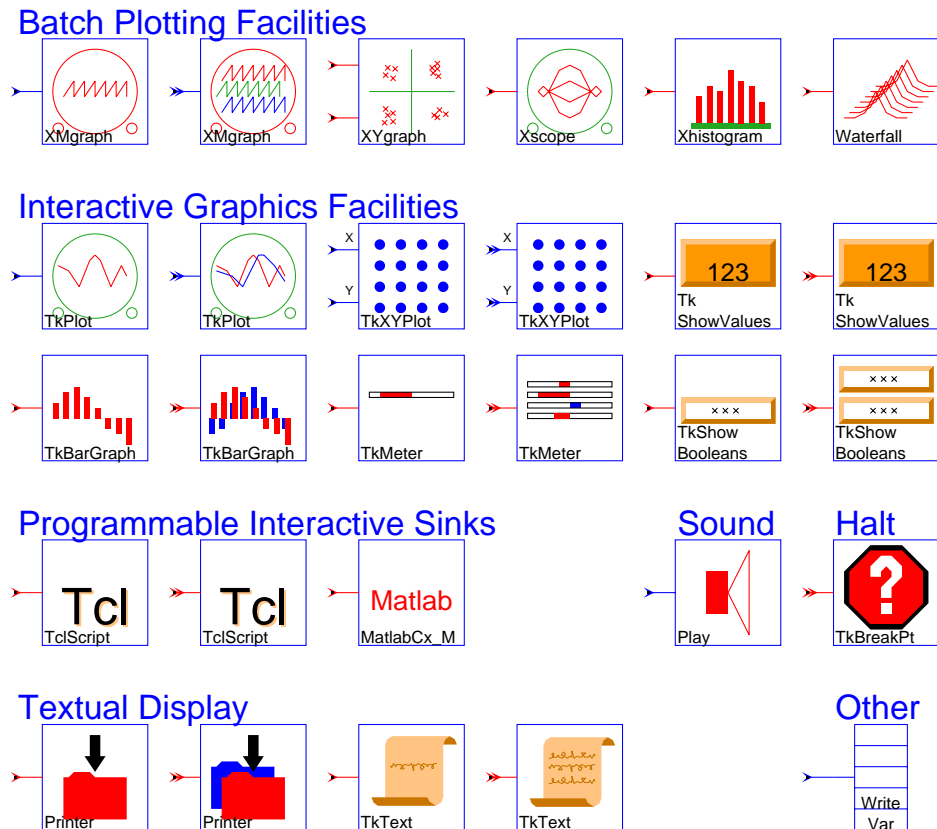 Batch Plotting Facilities
XMgraph
XMgraph
XYgraph
Xscope
Xhistogram
Waterfall
Interactive Graphics Facilities
X
Y
X
Y
123
123
TkPlot
TkPlot
TkXYPlot
TkXYPlot
Tk
ShowValues
Tk
ShowValues
×××
×××
×××
TkBarGraph
TkBarGraph
TkMeter
TkMeter
TkShow
Booleans
TkShow
Booleans
Programmable Interactive Sinks
Sound
Halt
Tcl
Tcl
Matlab
?
TclScript
TclScript
MatlabCx_M
Play
TkBreakPt
Textual Display
Other
Printer
Printer
TkText
TkText
Write
Var